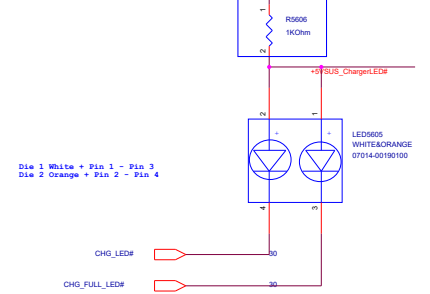 1
R5606
1KOhm
2
+5VSUS_ChargerLED#
2
1
+
+
LED5605
WHITE&ORANGE
07014-00190100
Die 1 White + Pin 1 - Pin 3
Die 2 Orange + Pin 2 - Pin 4
4
3
CHG_LED#
30
CHG_FULL_LED#
30